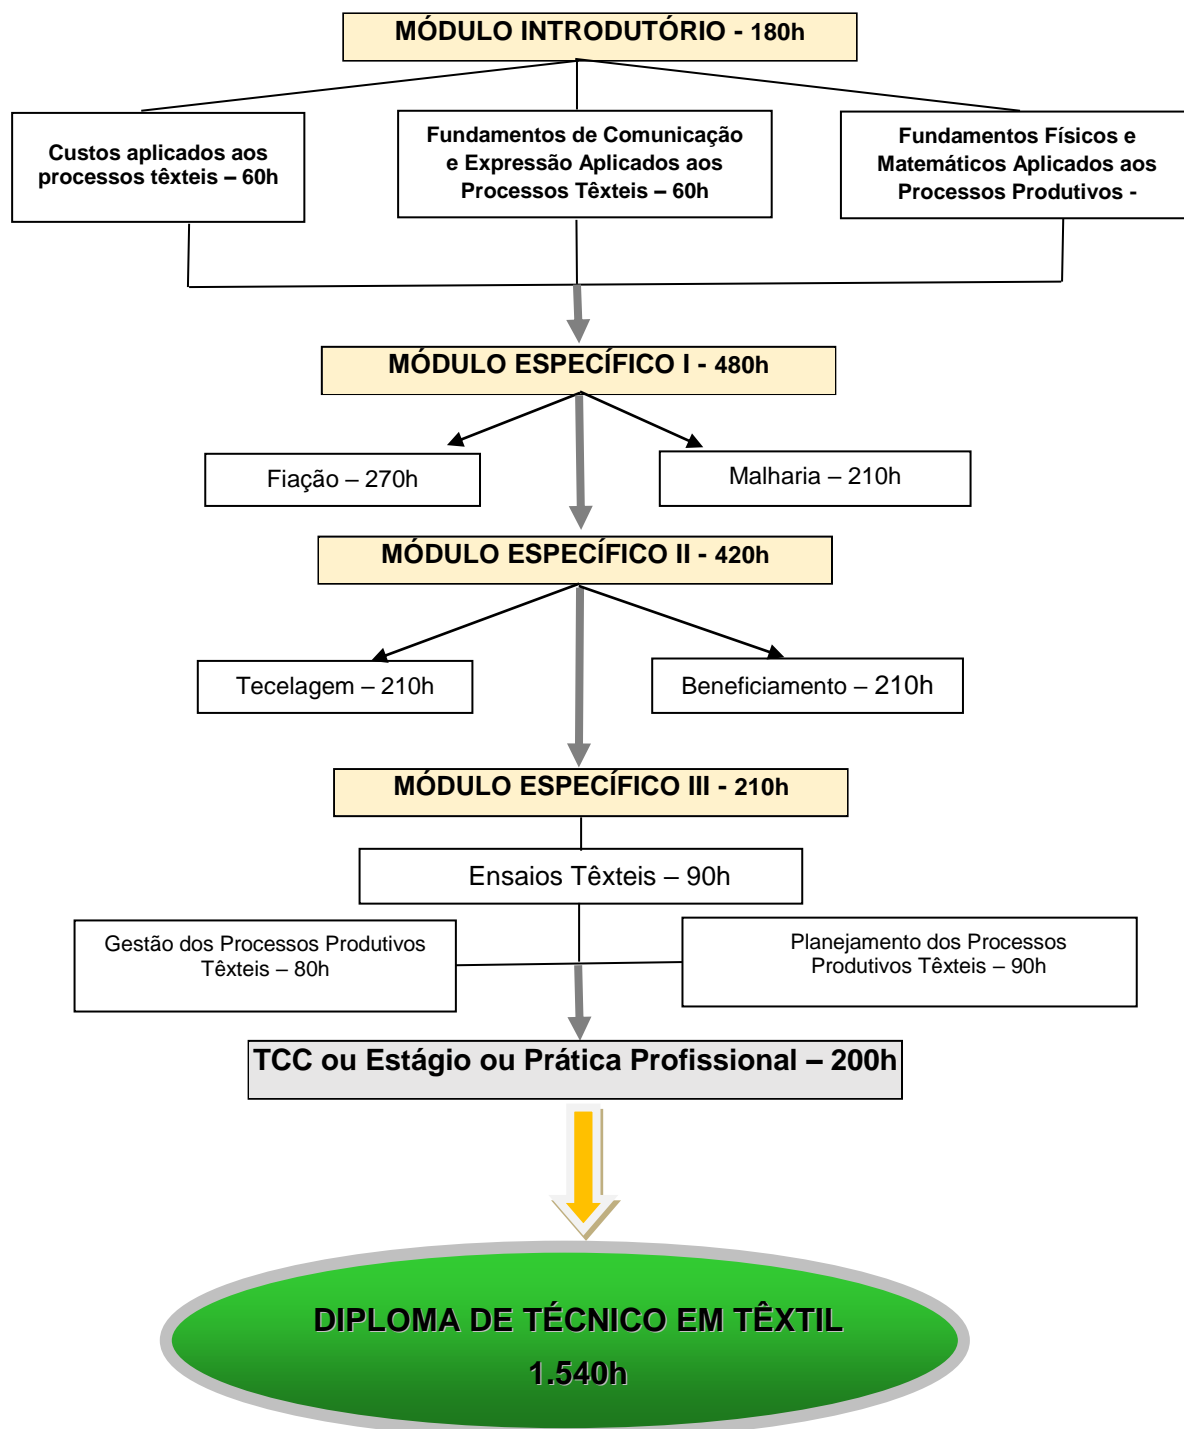 MÓDULO INTRODUTÓRIO - 180h
Custos aplicados aos
processos têxteis – 60h
Fundamentos de Comunicação
e Expressão Aplicados aos
Processos Têxteis – 60h
Fundamentos Físicos e
Matemáticos Aplicados aos
Processos Produtivos -
MÓDULO ESPECÍFICO I - 480h
Fiação – 270h
Malharia – 210h
MÓDULO ESPECÍFICO II - 420h
Tecelagem – 210h
Beneficiamento – 210h
MÓDULO ESPECÍFICO III - 210h
Ensaios Têxteis – 90h
Gestão dos Processos Produtivos
Têxteis – 80h
Planejamento dos Processos
Produtivos Têxteis – 90h
TCC ou Estágio ou Prática Profissional – 200h
DIPLOMA DE TÉCNICO EM TÊXTIL
1.540h